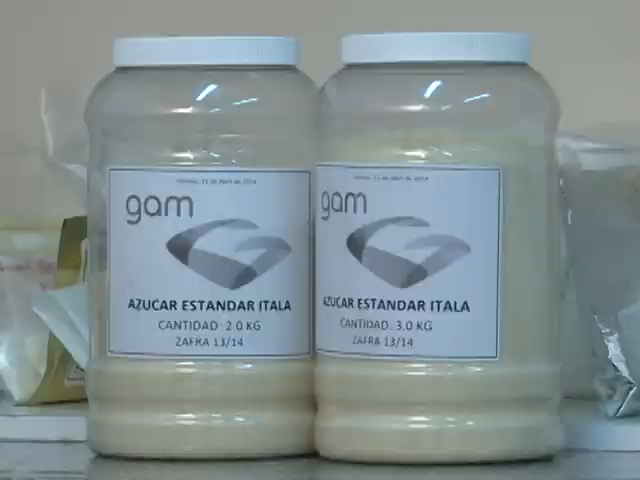 gam
AZUCAR ESTANDAR ITALA
CANTIDAD: 2.0 KG
ZAFRA 13/14
gam
AZUCAR ESTANDAR ITALA
CANTIDAD: 3.0 KG
ZAFRA 13/14